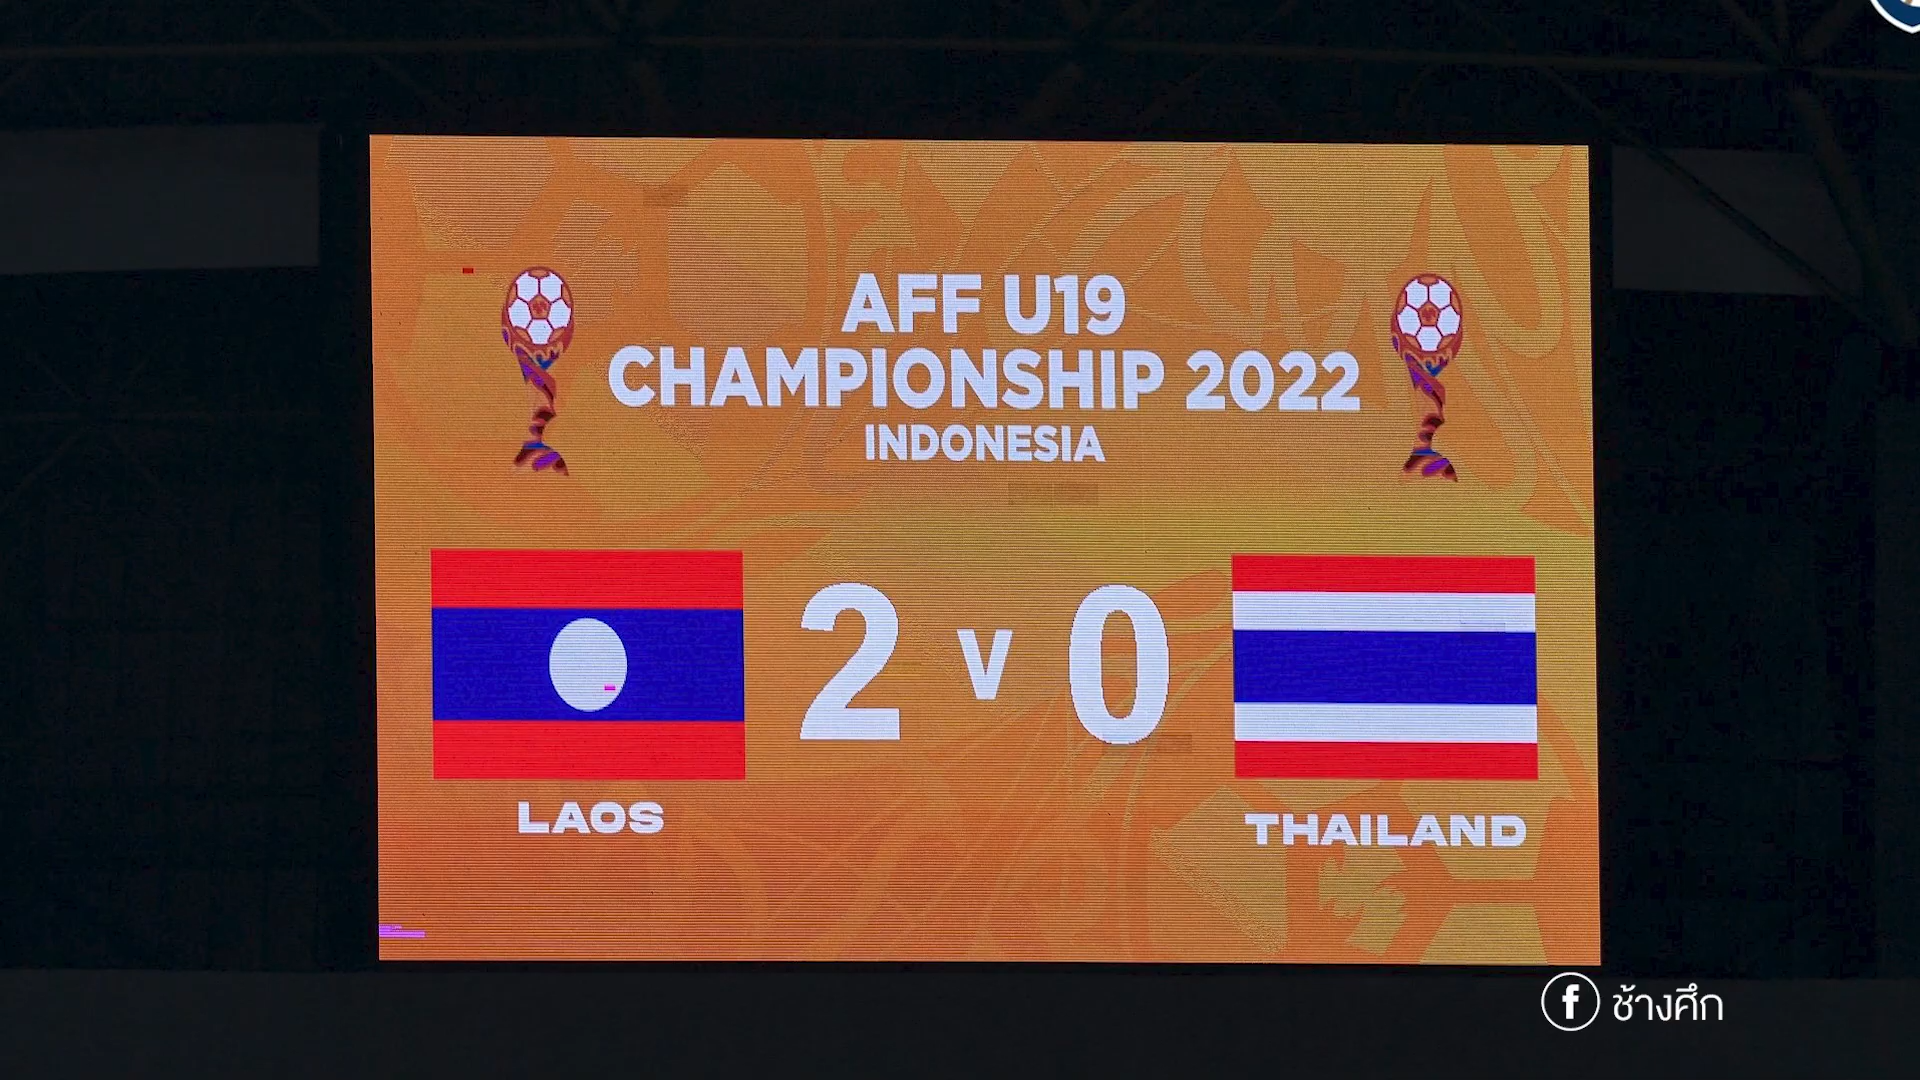 AFF U19
CHAMPIONSHIP 2022
INDONESIA
2 v 0
LAOS
THAILAND
f ช้างศึก